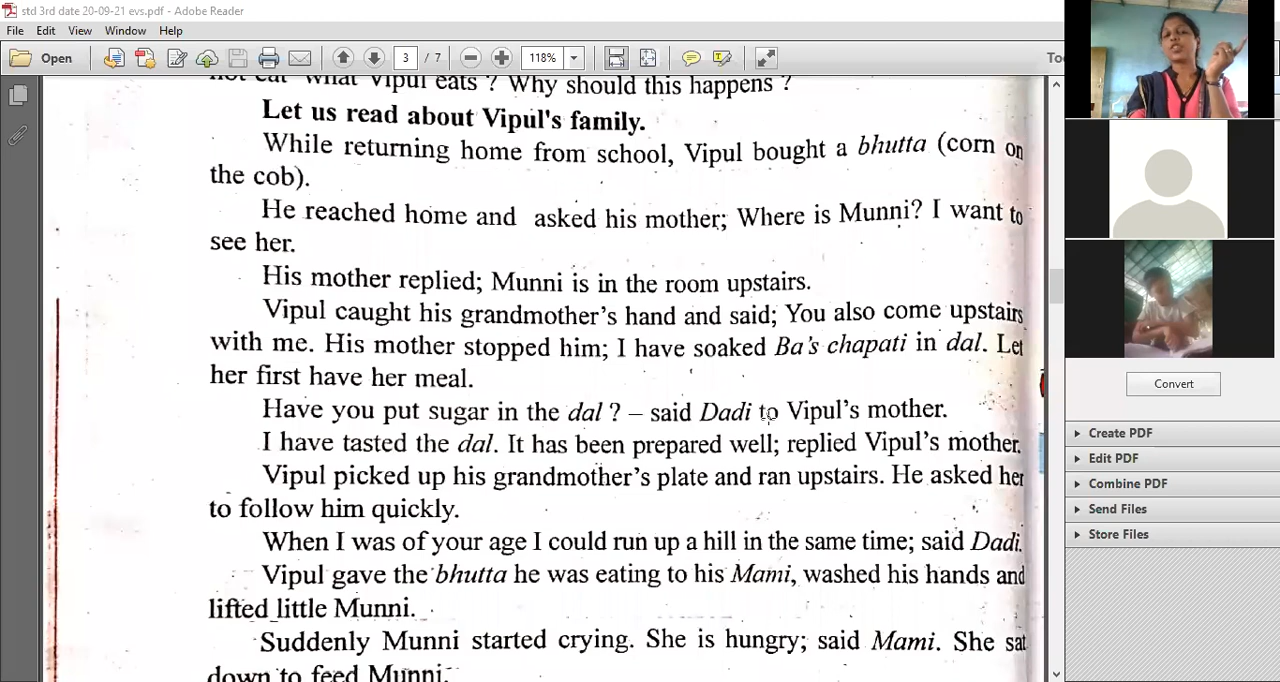 std 3rd date 20-09-21 evs.pdf - Adobe Reader
File Edit View Window Help
Open 3 / 7 118%
not eat What Vipul eats ? Why should this happens ?
Let us read about Vipul's family.
While returning home from school, Vipul bought a bhutta (corn on
the cob).
He reached home and asked his mother; Where is Munni? I want to
see her.
His mother replied; Munni is in the room upstairs.
Vipul caught his grandmother's hand and said; You also come upstairs
with me. His mother stopped him; I have soaked Ba's chapati in dal. Let
her first have her meal.
Have you put sugar in the dal ? – said Dadi to Vipul's mother.
I have tasted the dal. It has been prepared well; replied Vipul's mother.
Vipul picked up his grandmother's plate and ran upstairs. He asked her
to follow him quickly.
When I was of your age I could run up a hill in the same time; said Dadi.
Vipul gave the bhutta he was eating to his Mami, washed his hands and
lifted little Munni.
Suddenly Munni started crying. She is hungry; said Mami. She sat
down to feed Munni.
To
Convert
Create PDF
Edit PDF
Combine PDF
Send Files
Store Files